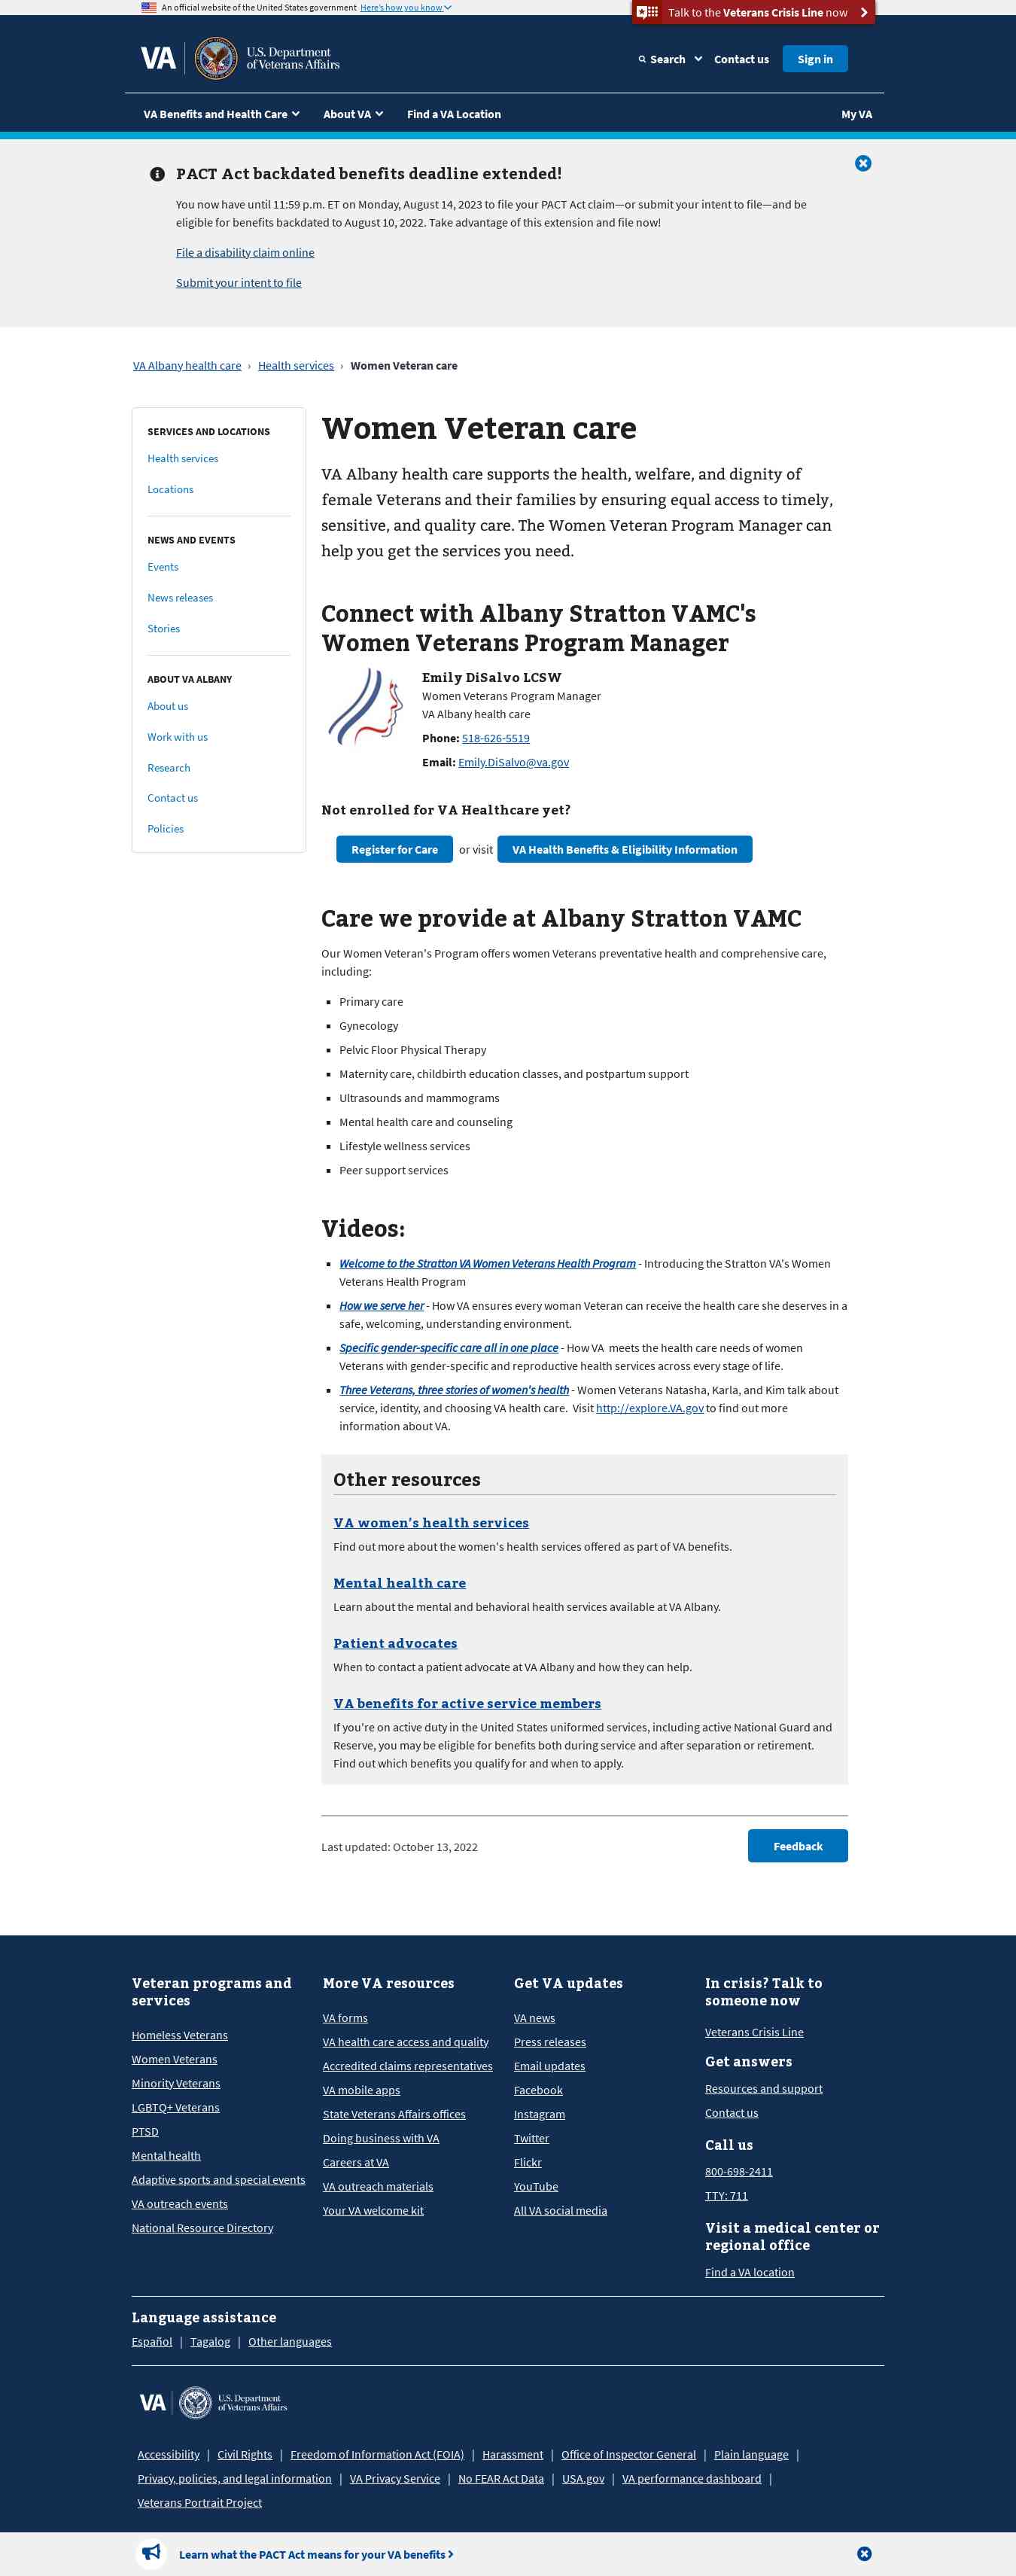 An official website of the United States government Here's how you know
Talk to the Veterans Crisis Line now
VA
U.S. Department
of Veterans Affairs
Search
Contact us
Sign in
VA Benefits and Health Care
About VA
Find a VA Location
My VA
PACT Act backdated benefits deadline extended!
You now have until 11:59 p.m. ET on Monday, August 14, 2023 to file your PACT Act claim—or submit your intent to file—and be
eligible for benefits backdated to August 10, 2022. Take advantage of this extension and file now!
File a disability claim online
Submit your intent to file
VA Albany health care › Health services › Women Veteran care
SERVICES AND LOCATIONS
Health services
Locations
NEWS AND EVENTS
Events
News releases
Stories
ABOUT VA ALBANY
About us
Work with us
Research
Contact us
Policies
Women Veteran care
VA Albany health care supports the health, welfare, and dignity of
female Veterans and their families by ensuring equal access to timely,
sensitive, and quality care. The Women Veteran Program Manager can
help you get the services you need.
Connect with Albany Stratton VAMC's
Women Veterans Program Manager
Emily DiSalvo LCSW
Women Veterans Program Manager
VA Albany health care
Phone: 518-626-5519
Email: Emily.DiSalvo@va.gov
Not enrolled for VA Healthcare yet?
Register for Care or visit VA Health Benefits & Eligibility Information
Care we provide at Albany Stratton VAMC
Our Women Veteran's Program offers women Veterans preventative health and comprehensive care,
including:
Primary care
Gynecology
Pelvic Floor Physical Therapy
Maternity care, childbirth education classes, and postpartum support
Ultrasounds and mammograms
Mental health care and counseling
Lifestyle wellness services
Peer support services
Videos:
Welcome to the Stratton VA Women Veterans Health Program - Introducing the Stratton VA's Women
Veterans Health Program
How we serve her - How VA ensures every woman Veteran can receive the health care she deserves in a
safe, welcoming, understanding environment.
Specific gender-specific care all in one place - How VA meets the health care needs of women
Veterans with gender-specific and reproductive health services across every stage of life.
Three Veterans, three stories of women's health - Women Veterans Natasha, Karla, and Kim talk about
service, identity, and choosing VA health care. Visit http://explore.VA.gov to find out more
information about VA.
Other resources
VA women's health services
Find out more about the women's health services offered as part of VA benefits.
Mental health care
Learn about the mental and behavioral health services available at VA Albany.
Patient advocates
When to contact a patient advocate at VA Albany and how they can help.
VA benefits for active service members
If you're on active duty in the United States uniformed services, including active National Guard and
Reserve, you may be eligible for benefits both during service and after separation or retirement.
Find out which benefits you qualify for and when to apply.
Last updated: October 13, 2022
Feedback
Veteran programs and
services
Homeless Veterans
Women Veterans
Minority Veterans
LGBTQ+ Veterans
PTSD
Mental health
Adaptive sports and special events
VA outreach events
National Resource Directory
More VA resources
VA forms
VA health care access and quality
Accredited claims representatives
VA mobile apps
State Veterans Affairs offices
Doing business with VA
Careers at VA
VA outreach materials
Your VA welcome kit
Get VA updates
VA news
Press releases
Email updates
Facebook
Instagram
Twitter
Flickr
YouTube
All VA social media
In crisis? Talk to
someone now
Veterans Crisis Line
Get answers
Resources and support
Contact us
Call us
800-698-2411
TTY: 711
Visit a medical center or
regional office
Find a VA location
Language assistance
Español | Tagalog | Other languages
VA
U.S. Department
of Veterans Affairs
Accessibility | Civil Rights | Freedom of Information Act (FOIA) | Harassment | Office of Inspector General | Plain language |
Privacy, policies, and legal information | VA Privacy Service | No FEAR Act Data | USA.gov | VA performance dashboard |
Veterans Portrait Project
Learn what the PACT Act means for your VA benefits